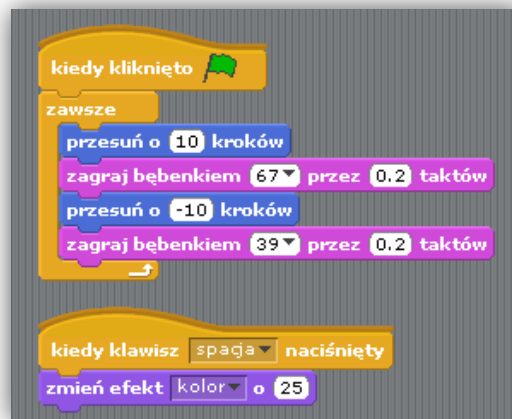 kiedy kliknięto
zawsze
przesuń o 10 kroków
zagraj bębenkiem 67 przez 0.2 taktów
przesuń o -10 kroków
zagraj bębenkiem 39 przez 0.2 taktów
kiedy klawisz spacja naciśnięty
zmień efekt kolor o 25